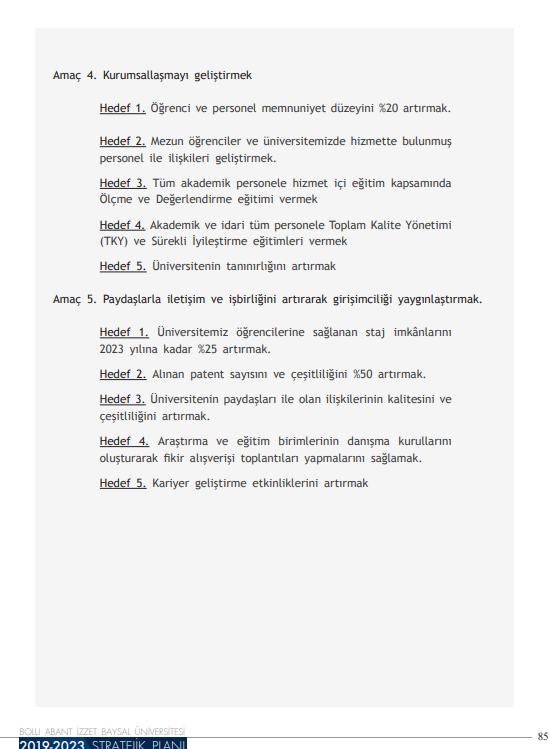 Amaç 4. Kurumsallaşmayı geliştirmek
Hedef 1. Öğrenci ve personel memnuniyet düzeyini %20 artırmak.
Hedef 2. Mezun öğrenciler ve üniversitemizde hizmette bulunmuş
personel ile ilişkileri geliştirmek.
Hedef 3. Tüm akademik personele hizmet içi eğitim kapsamında
Ölçme ve Değerlendirme eğitimi vermek
Hedef 4. Akademik ve idari tüm personele Toplam Kalite Yönetimi
(TKY) ve Sürekli İyileştirme eğitimleri vermek
Hedef 5. Üniversitenin tanınırlığını artırmak
Amaç 5. Paydaşlarla iletişim ve işbirliğini artırarak girişimciliği yaygınlaştırmak.
Hedef 1. Üniversitemiz öğrencilerine sağlanan staj imkânlarını
2023 yılına kadar %25 artırmak.
Hedef 2. Alınan patent sayısını ve çeşitliliğini %50 artırmak.
Hedef 3. Üniversitenin paydaşları ile olan ilişkilerinin kalitesini ve
çeşitliliğini artırmak.
Hedef 4. Araştırma ve eğitim birimlerinin danışma kurullarını
oluşturarak fikir alışverişi toplantıları yapmalarını sağlamak.
Hedef 5. Kariyer geliştirme etkinliklerini artırmak
BOLU ABANT İZZET BAYSAL ÜNİVERSİTESİ
2019-2023 STRATEJİK PLANI
85